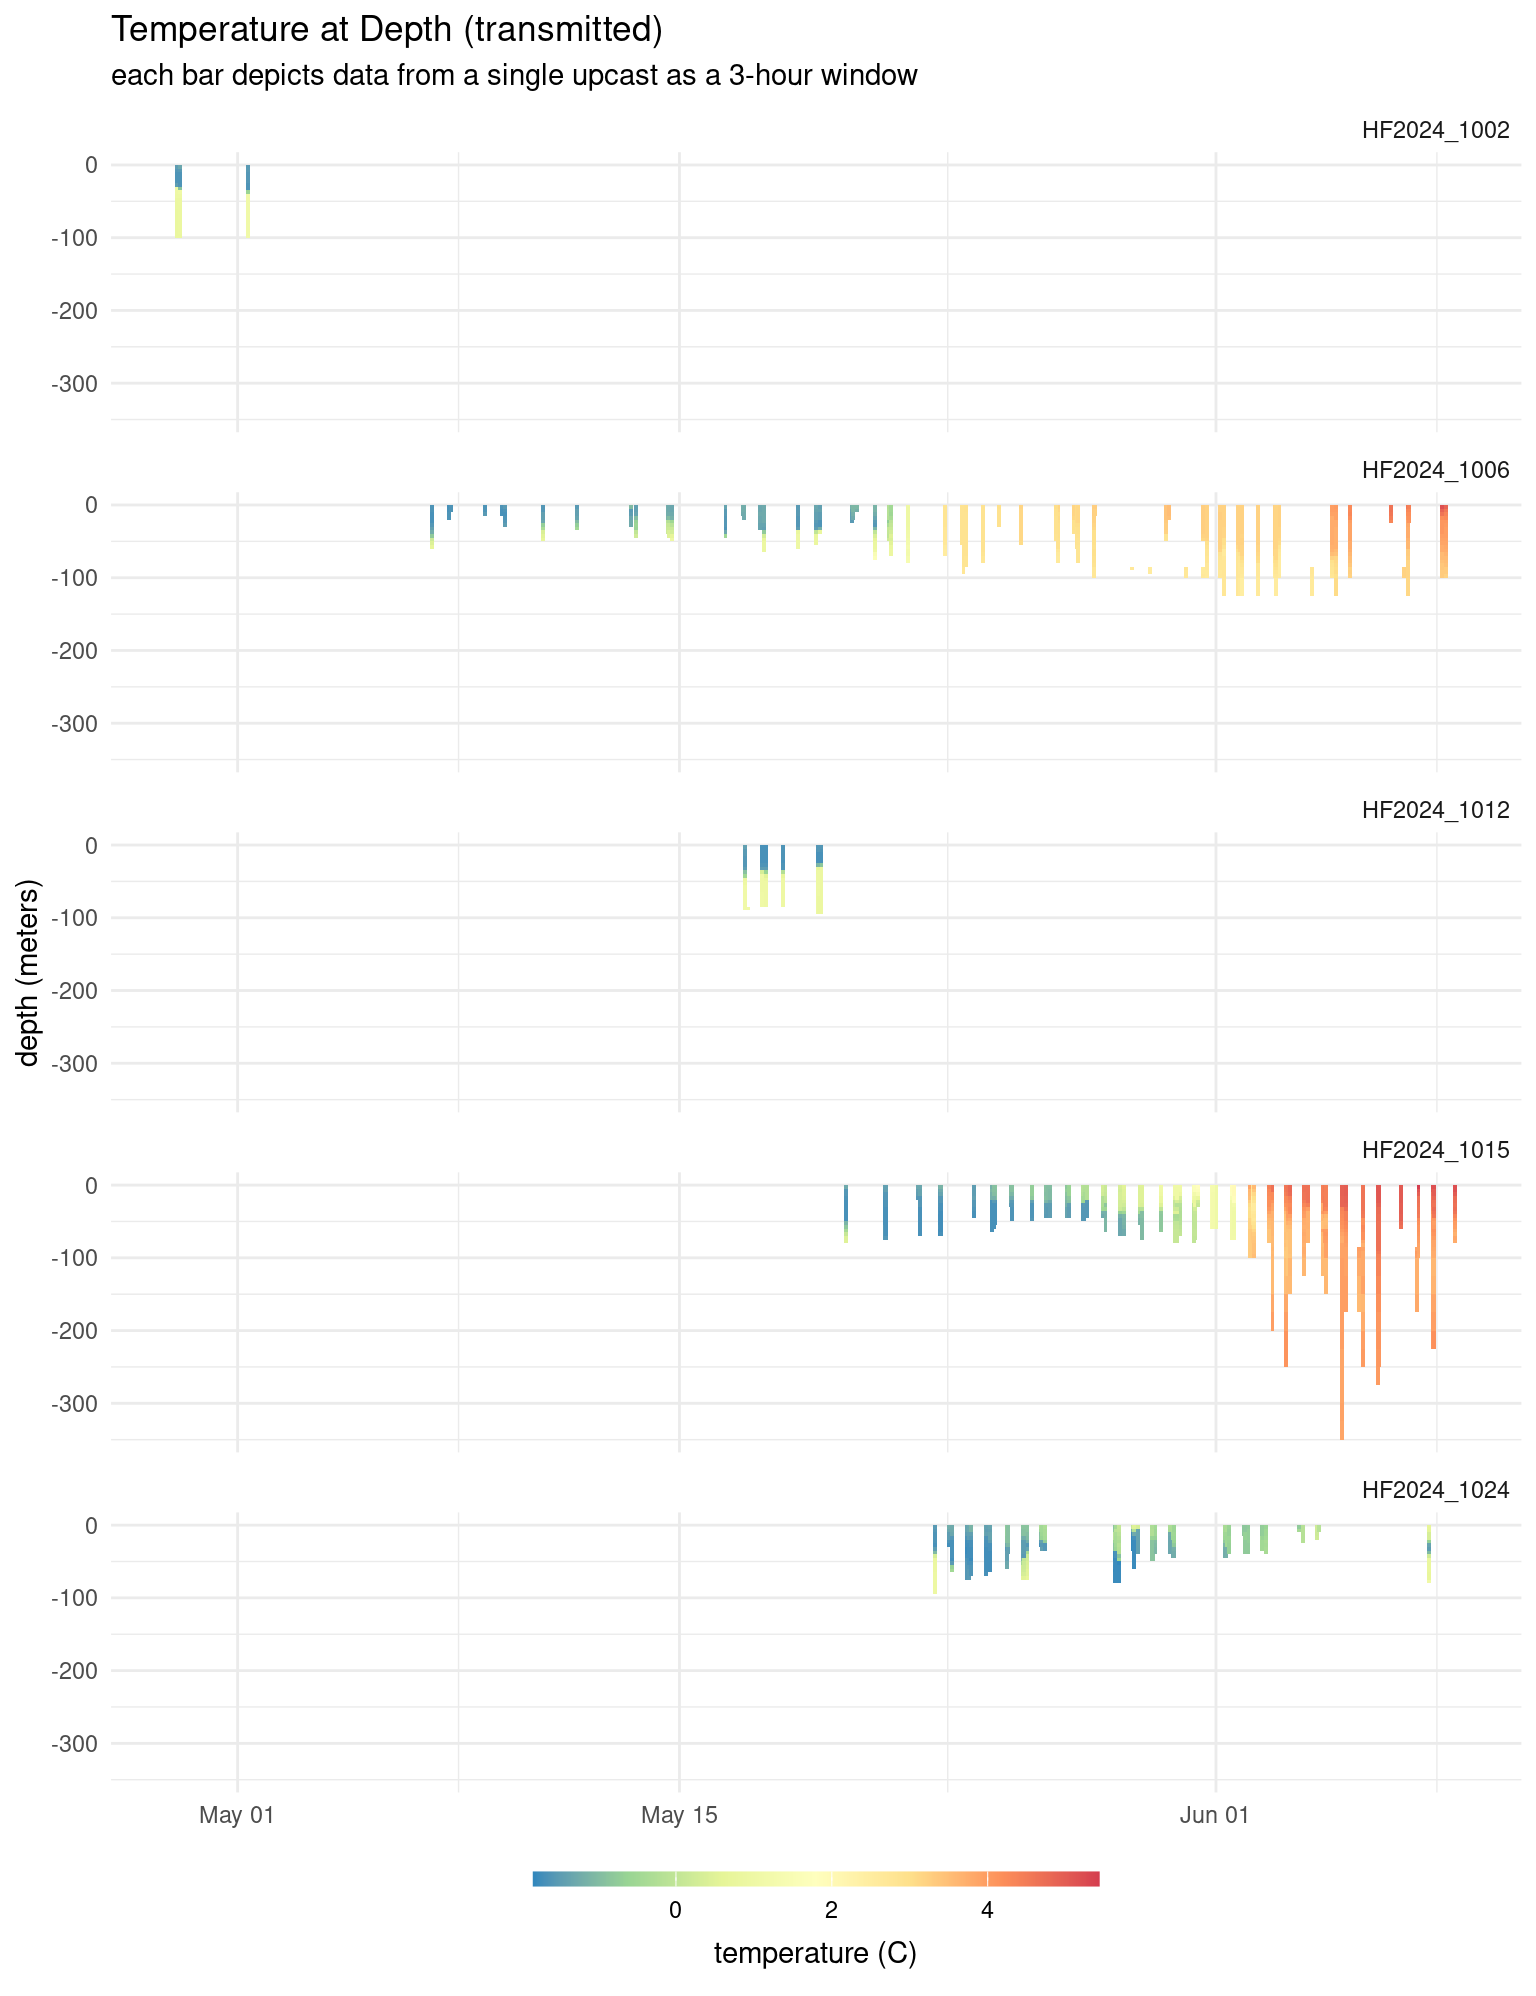 Temperature at Depth (transmitted)
each bar depicts data from a single upcast as a 3-hour window
HF2024_1002
0
-100
-200
-300
HF2024_1006
0
-100
-200
-300
HF2024_1012
0
-100
-200
-300
depth (meters)
HF2024_1015
0
-100
-200
-300
HF2024_1024
0
-100
-200
-300
May 01 May 15 Jun 01
0 2 4
temperature (C)